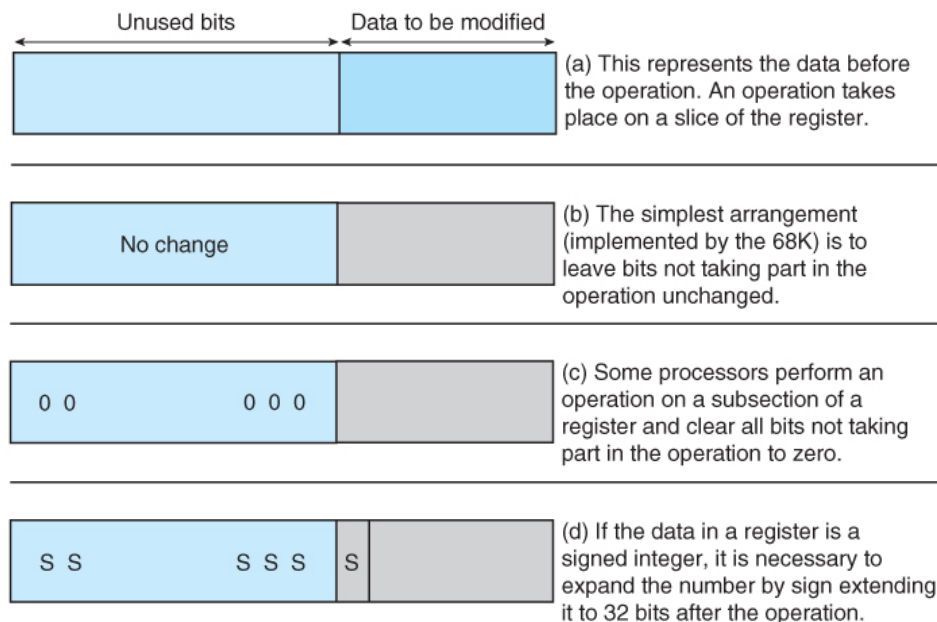 Unused bits
Data to be modified
(a) This represents the data before
the operation. An operation takes
place on a slice of the register.
No change
(b) The simplest arrangement
(implemented by the 68K) is to
leave bits not taking part in the
operation unchanged.
0 0
0 0 0
(c) Some processors perform an
operation on a subsection of a
register and clear all bits not taking
part in the operation to zero.
S S
S S S
S
(d) If the data in a register is a
signed integer, it is necessary to
expand the number by sign extending
it to 32 bits after the operation.